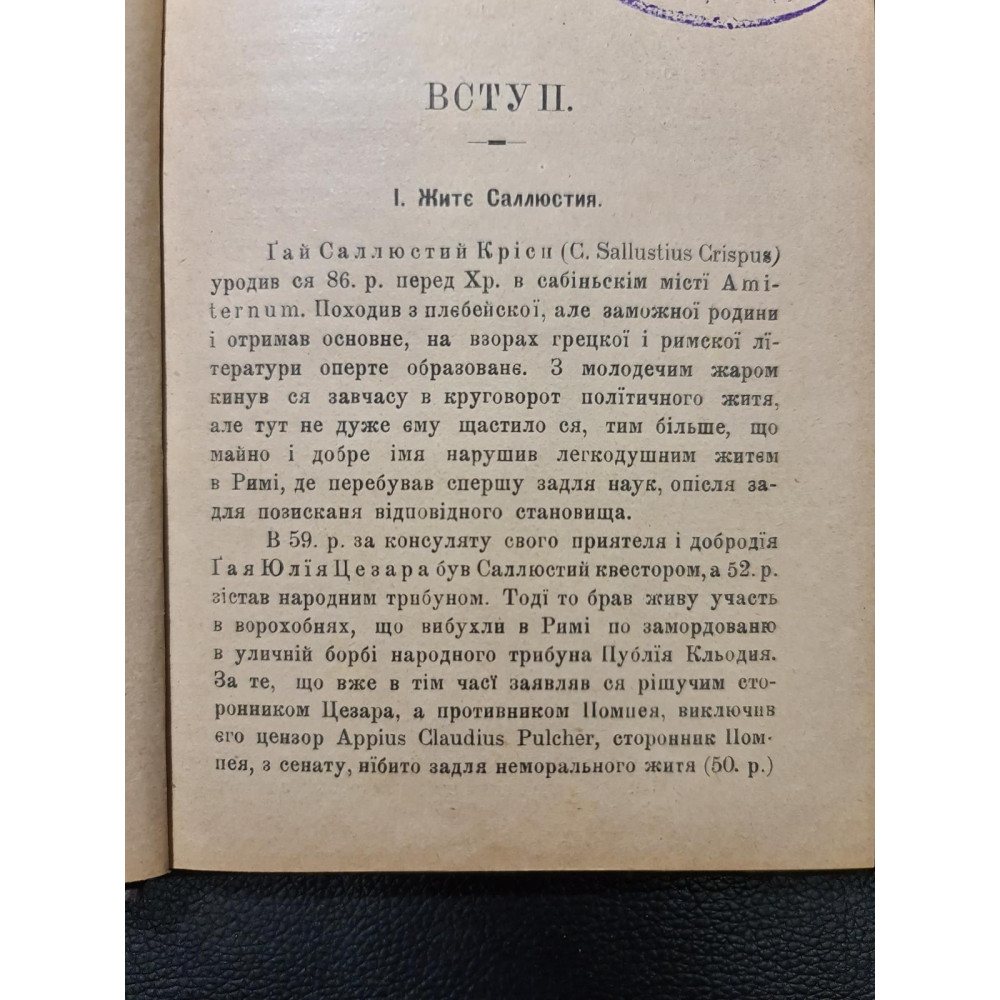 ВСТУП.
I. Житє Саллюстия.
Ґай Саллюстий Крісп (C. Sallustius Crispus)
уродив ся 86. р. перед Хр. в сабіньскім місті Ami-
ternum. Походив з плебейскої, але заможної родини
і отримав основне, на взорах грецкої і римскої лї-
тератури оперте образованє. З молодечим жаром
кинув ся завчасу в круговорот полїтичного житя,
але тут не дуже єму щастило ся, тим більше, що
майно і добре імя нарушив легкодушним житєм
в Римі, де перебував спершу задля наук, опісля за-
для позисканя відповідного становища.
В 59. р. за консуляту свого приятеля і добродїя
Ґая Юлїя Цезара був Саллюстий квестором, а 52. р.
зістав народним трибуном. Тодї то брав живу участь
в ворохобнях, що вибухли в Римі по замордованю
в уличній борбі народного трибуна Публїя Кльодия.
За те, що вже в тім часї заявляв ся рішучим сто-
ронником Цезара, а противником Помпея, виключив
єго цензор Appius Claudius Pulcher, сторонник Пом-
пея, з сенату, нїбито задля неморального житя (50. р.)